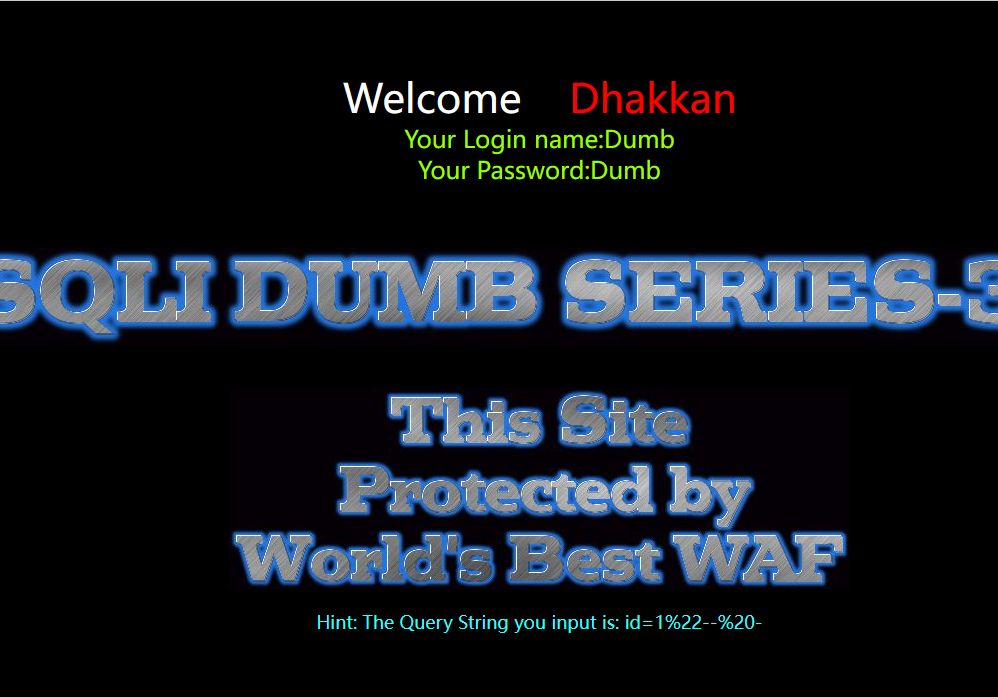 Welcome Dhakkan
Your Login name:Dumb
Your Password:Dumb
SQLI DUMB SERIES-3
This Site
Protected by
World's Best WAF
Hint: The Query String you input is: id=1%22--%20-